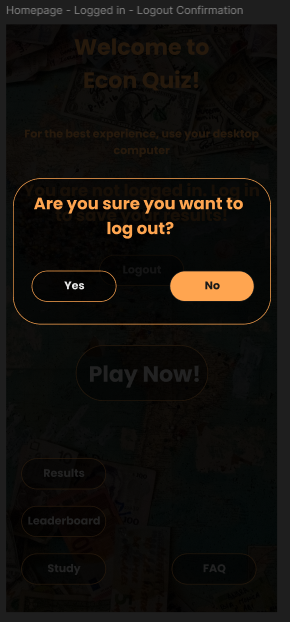 Homepage - Logged in - Logout Confirmation
Welcome to
Econ Quiz!
For the best experience, use your desktop
computer
You are not logged in. Log in
to save your results!
Are you sure you want to
log out?
Logout
Yes
No
Play Now!
Results
Leaderboard
Study
FAQ